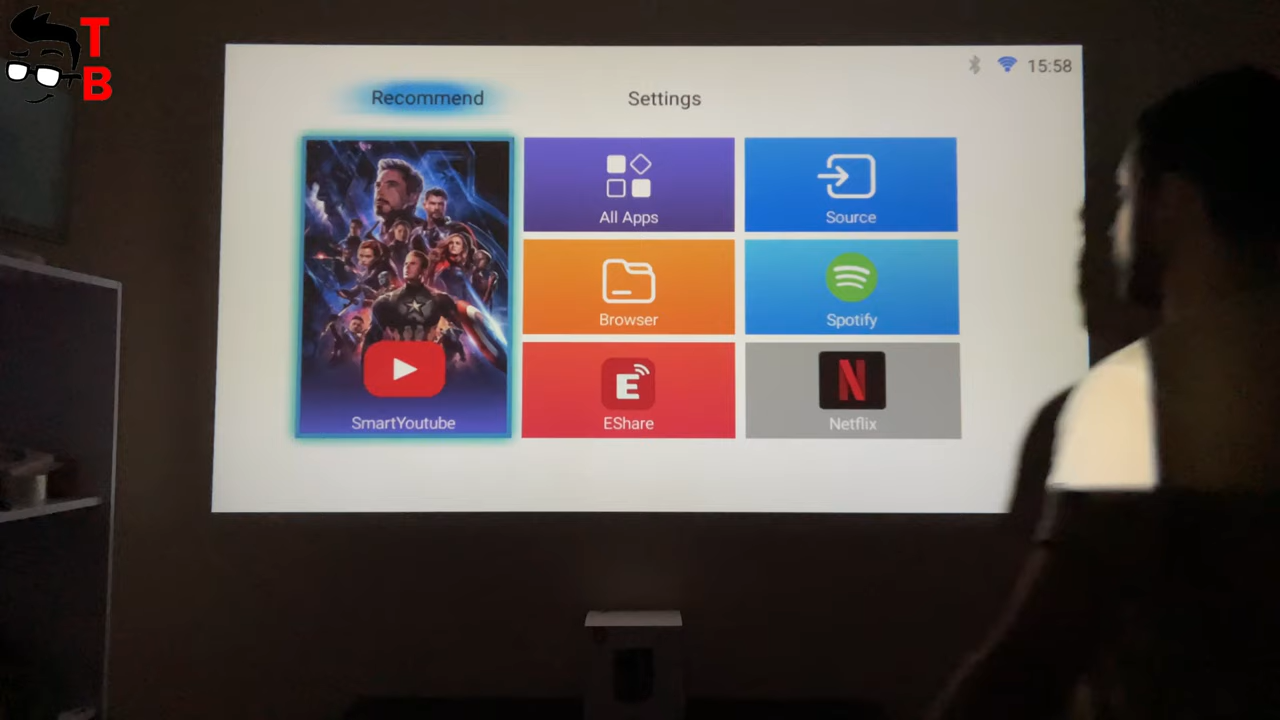 T
B
15:58
Recommend
Settings
All Apps
Source
Browser
Spotify
SmartYoutube
E
EShare
N
Netflix